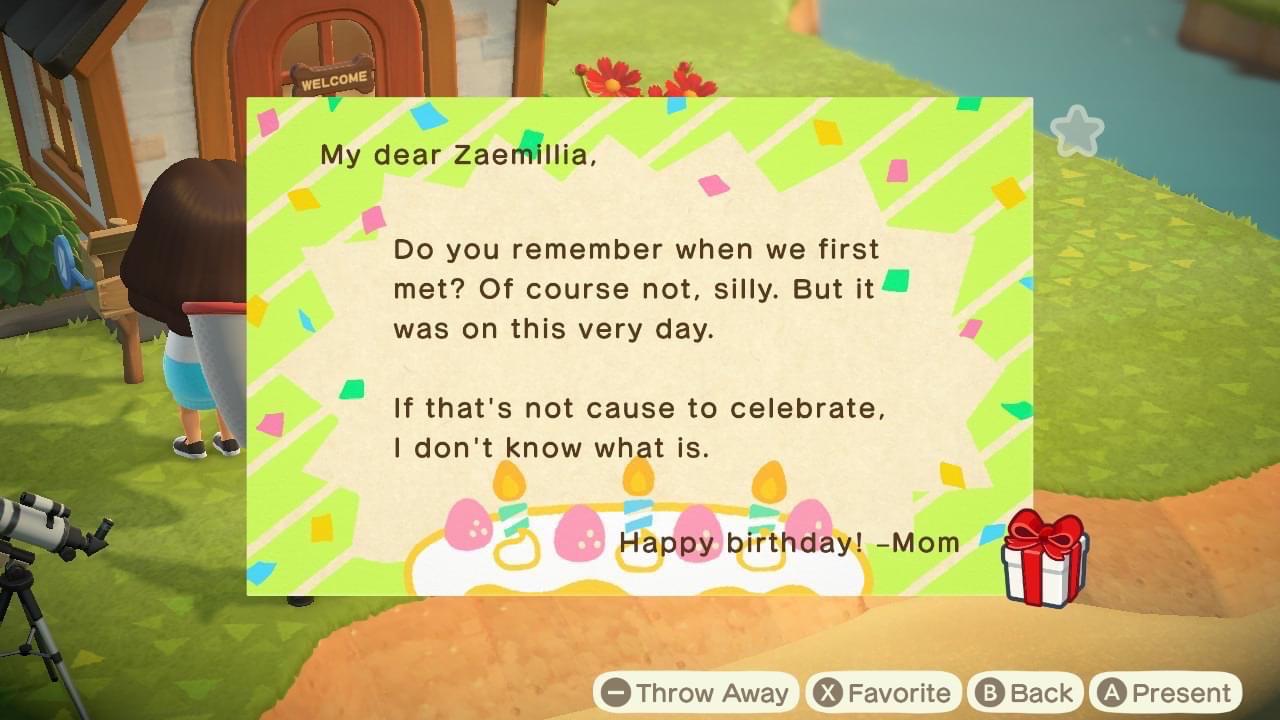 WELCOME
My dear Zaemillia,
Do you remember when we first
met? Of course not, silly. But it
was on this very day.
If that's not cause to celebrate,
I don't know what is.
Happy birthday! –Mom
− Throw Away X Favorite B Back A Present